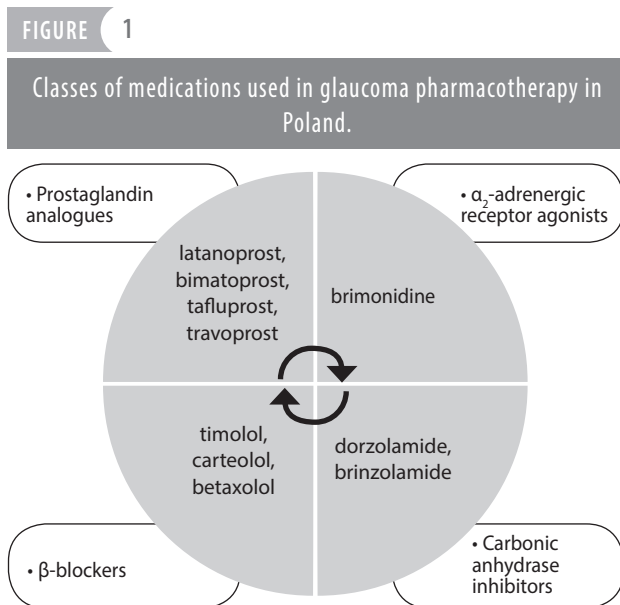 FIGURE 1
Classes of medications used in glaucoma pharmacotherapy in
Poland.
• Prostaglandin
analogues
• α₂-adrenergic
receptor agonists
latanoprost,
bimatoprost,
tafluprost,
travoprost
brimonidine
timolol,
carteolol,
betaxolol
dorzolamide,
brinzolamide
• β-blockers
• Carbonic
anhydrase
inhibitors